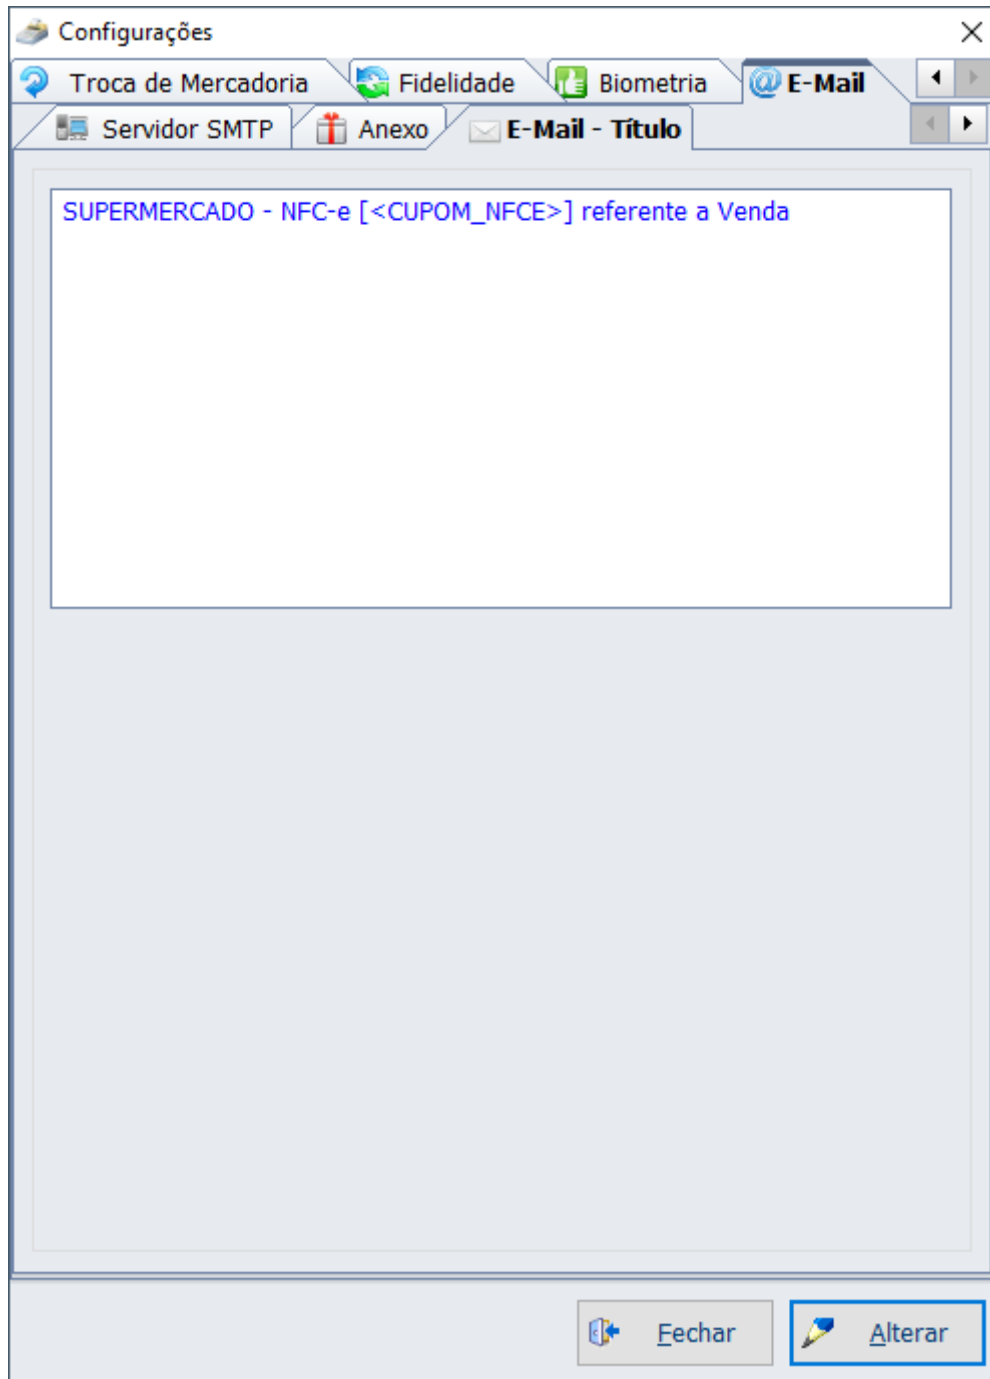 Configurações
Troca de Mercadoria Fidelidade Biometria E-Mail
Servidor SMTP Anexo E-Mail - Título
SUPERMERCADO - NFC-e [<CUPOM_NFCE>] referente a Venda
Fechar Alterar